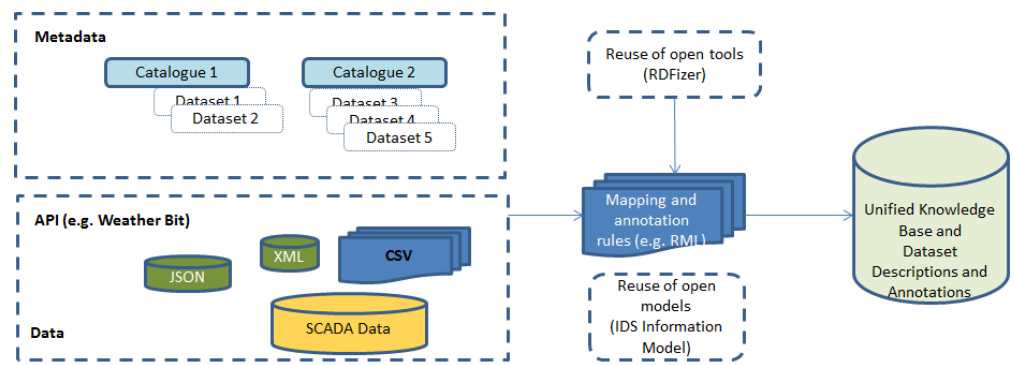 Metadata
Catalogue 1
Dataset 1
Dataset 2
Catalogue 2
Dataset 3
Dataset 4
Dataset 5
API (e.g. Weather Bit)
JSON
XML
CSV
SCADA Data
Data
Reuse of open tools
(RDFizer)
Mapping and
annotation
rules (e.g. RML)
Reuse of open
models
(IDS Information
Model)
Unified Knowledge
Base and
Dataset
Descriptions and
Annotations